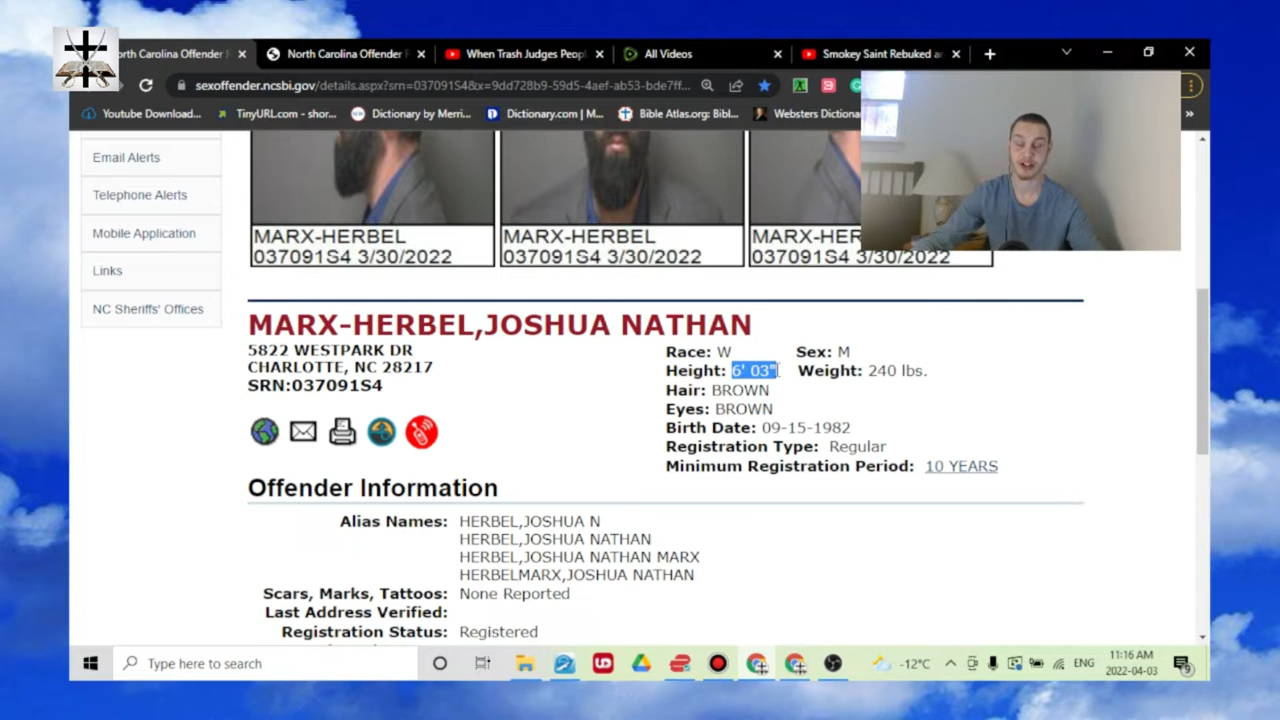 North Carolina Offender
North Carolina Offender
When Trash Judges Peopl
All Videos
Smokey Saint Rebuked a
sexoffender.ncsbi.gov/details.aspx?srn=037091S4&x=9dd728b9-59d5-4aef-ab53-bde7ff...
Youtube Download...
TinyURL.com - shor...
Dictionary by Merri...
Dictionary.com | M...
Bible Atlas.org: Bibl...
Websters Dictiona
»
Email Alerts
Telephone Alerts
Mobile Application
Links
NC Sheriffs' Offices
MARX-HERBEL
037091S4 3/30/2022
MARX-HERBEL
037091S4 3/30/2022
MARX-HER
037091S4 3/30/2022
MARX-HERBEL,JOSHUA NATHAN
5822 WESTPARK DR
CHARLOTTE, NC 28217
SRN:037091S4
Race: W Sex: M
Height: 6' 03" Weight: 240 lbs.
Hair: BROWN
Eyes: BROWN
Birth Date: 09-15-1982
Registration Type: Regular
Minimum Registration Period: 10 YEARS
Offender Information
Alias Names: HERBEL,JOSHUA N
HERBEL,JOSHUA NATHAN
HERBEL,JOSHUA NATHAN MARX
HERBELMARX,JOSHUA NATHAN
Scars, Marks, Tattoos: None Reported
Last Address Verified:
Registration Status: Registered
Type here to search
-12°C
ENG
11:16 AM
2022-04-03